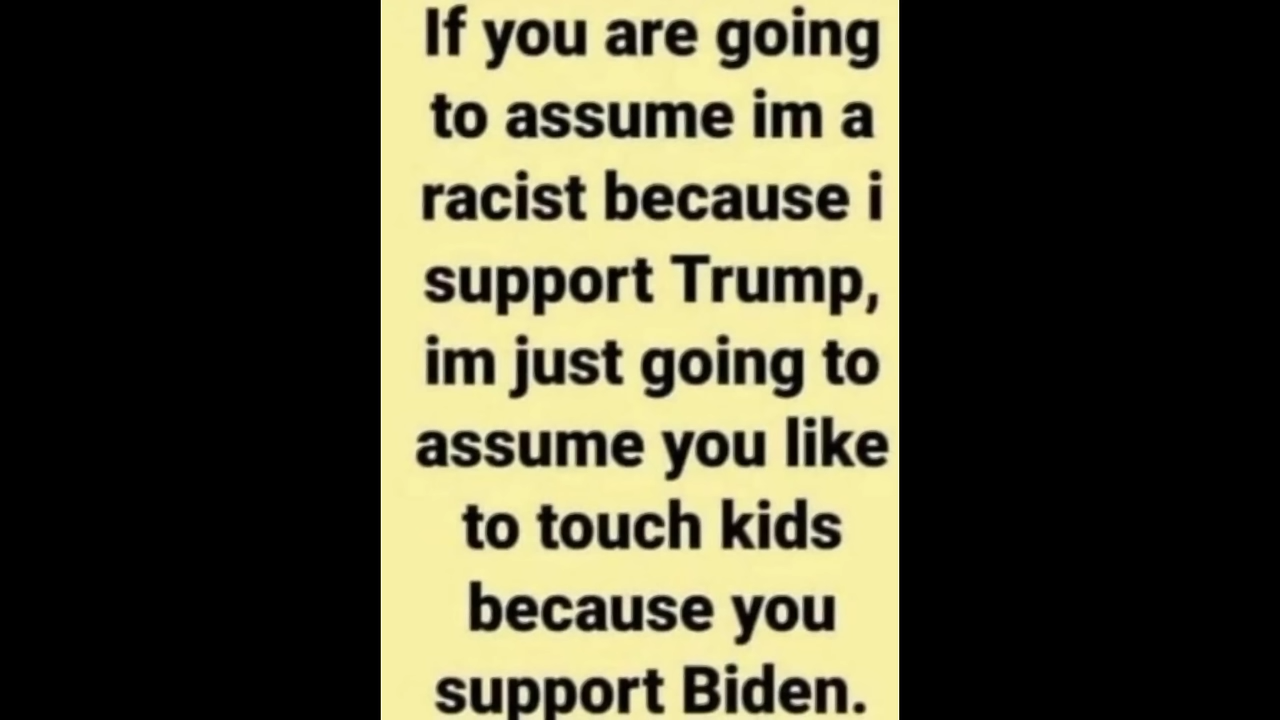 If you are going
to assume im a
racist because i
support Trump,
im just going to
assume you like
to touch kids
because you
support Biden.